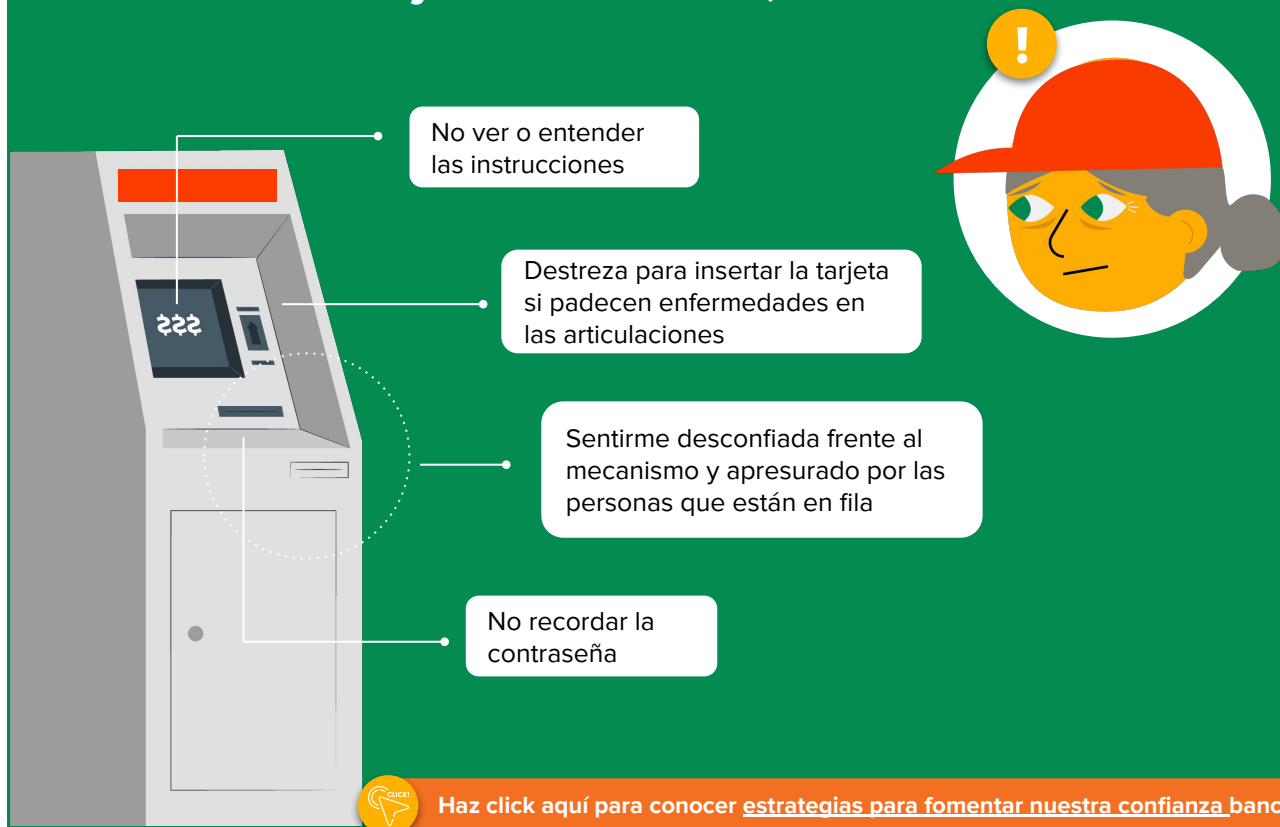 !
No ver o entender
las instrucciones
$$$
Destreza para insertar la tarjeta
si padecen enfermedades en
las articulaciones
Sentirme desconfiada frente al
mecanismo y apresurado por las
personas que están en fila
No recordar la
contraseña
CLICK!
Haz click aquí para conocer estrategias para fomentar nuestra confianza